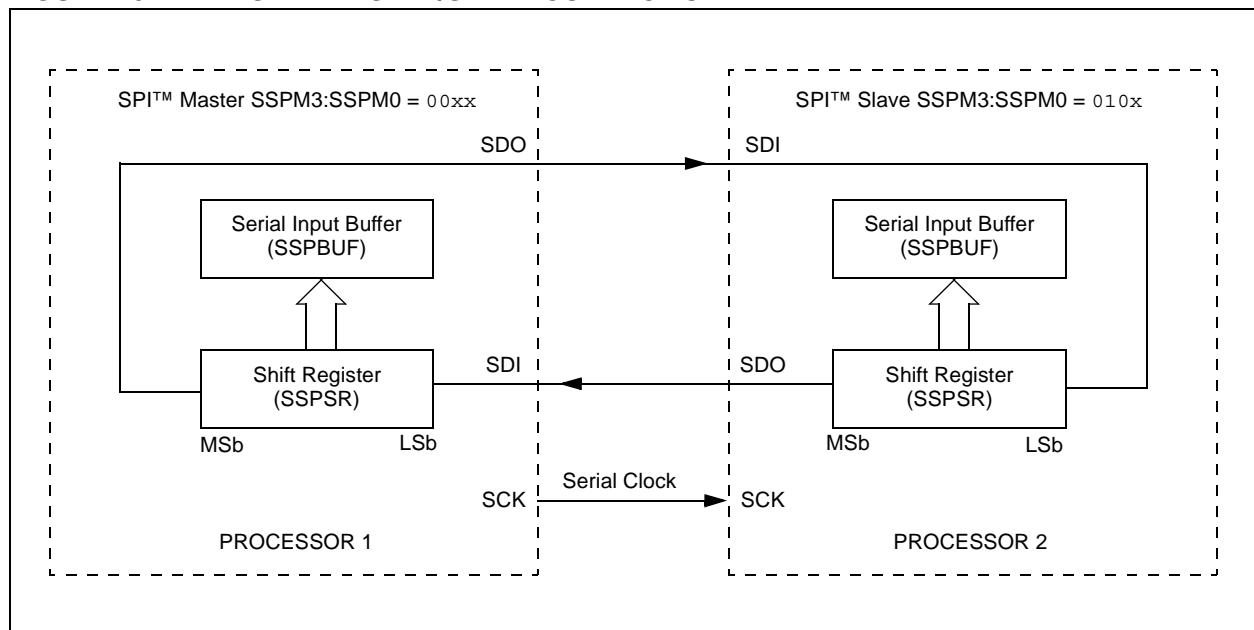 SPI™ Master SSPM3:SSPM0 = 00xx
SPI™ Slave SSPM3:SSPM0 = 010x
SDO
SDI
Serial Input Buffer
(SSPBUF)
Serial Input Buffer
(SSPBUF)
Shift Register
(SSPSR)
MSb
LSb
SDI
SDO
Shift Register
(SSPSR)
MSb
LSb
SCK
Serial Clock
SCK
PROCESSOR 1
PROCESSOR 2